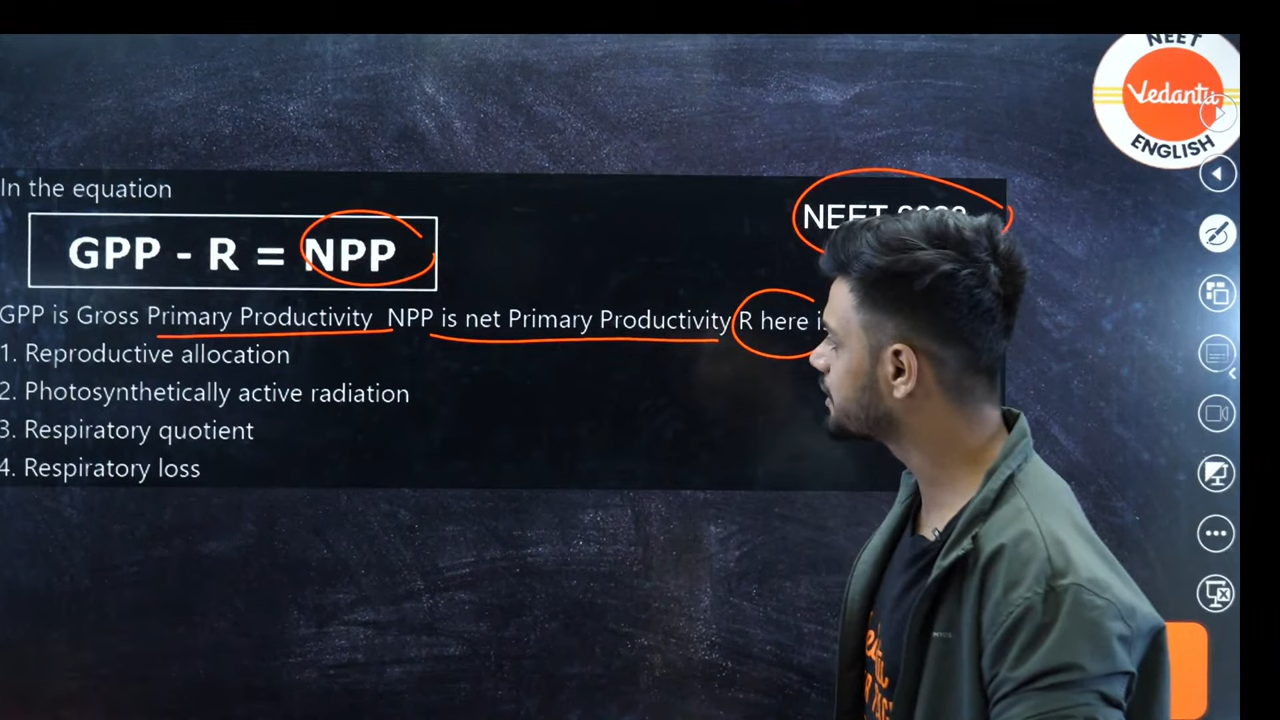 NEET
Vedantu
ENGLISH
In the equation
NEET
GPP - R = NPP
GPP is Gross Primary Productivity NPP is net Primary Productivity R here
1. Reproductive allocation
2. Photosynthetically active radiation
3. Respiratory quotient
4. Respiratory loss